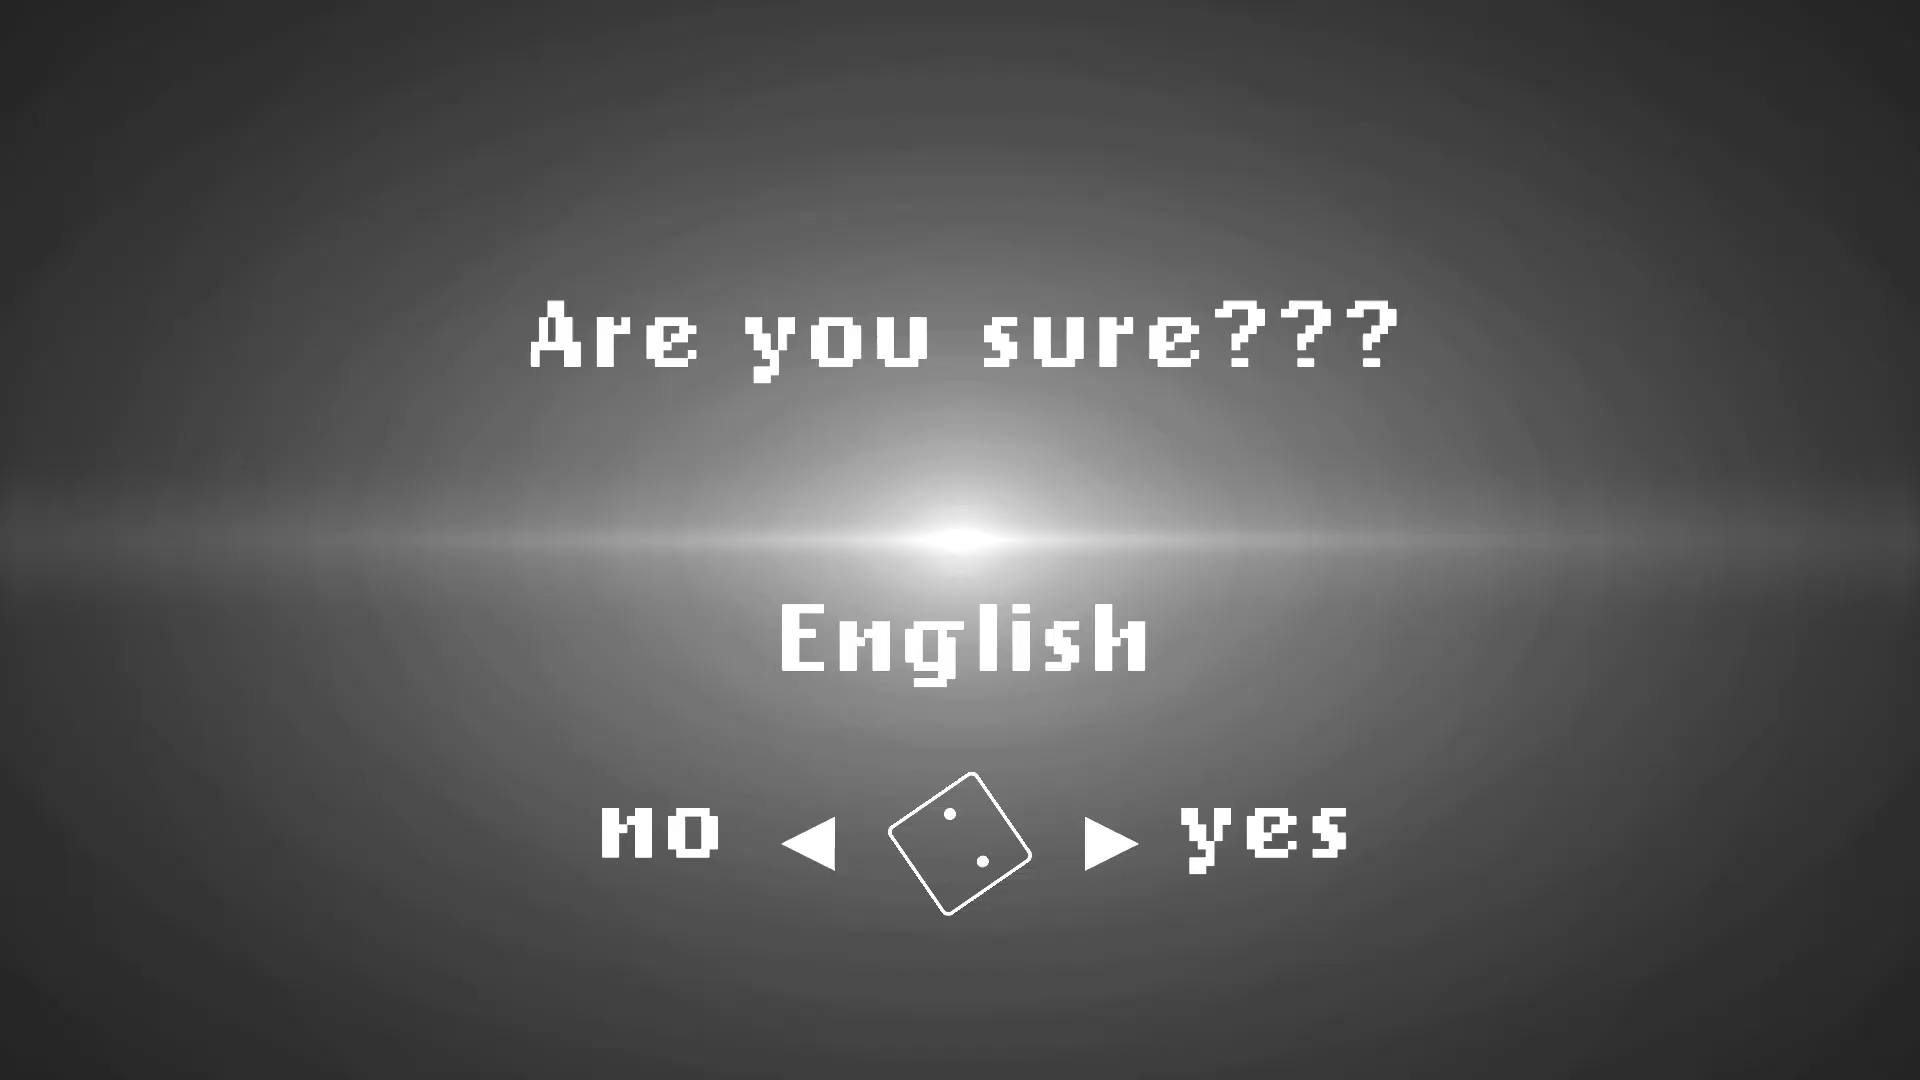 Are you sure???
English
no ◀ ▶ yes